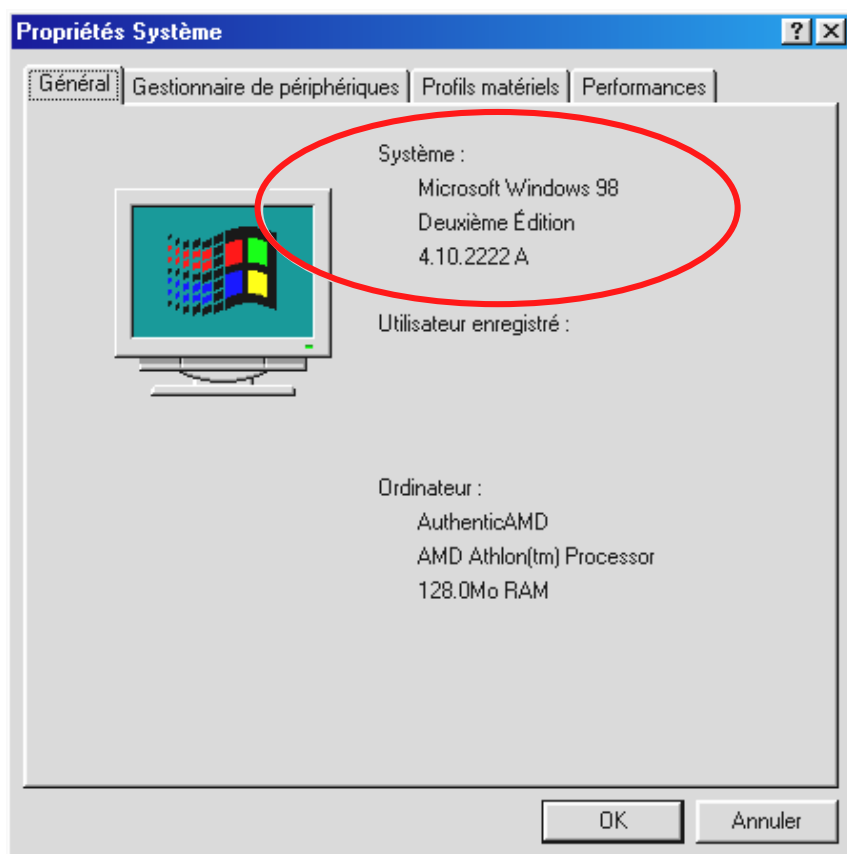 Propriétés Système
Général Gestionnaire de périphériques Profils matériels Performances
Système :
Microsoft Windows 98
Deuxième Édition
4.10.2222 A
Utilisateur enregistré :
Ordinateur :
AuthenticAMD
AMD Athlon(tm) Processor
128.0Mo RAM
OK Annuler